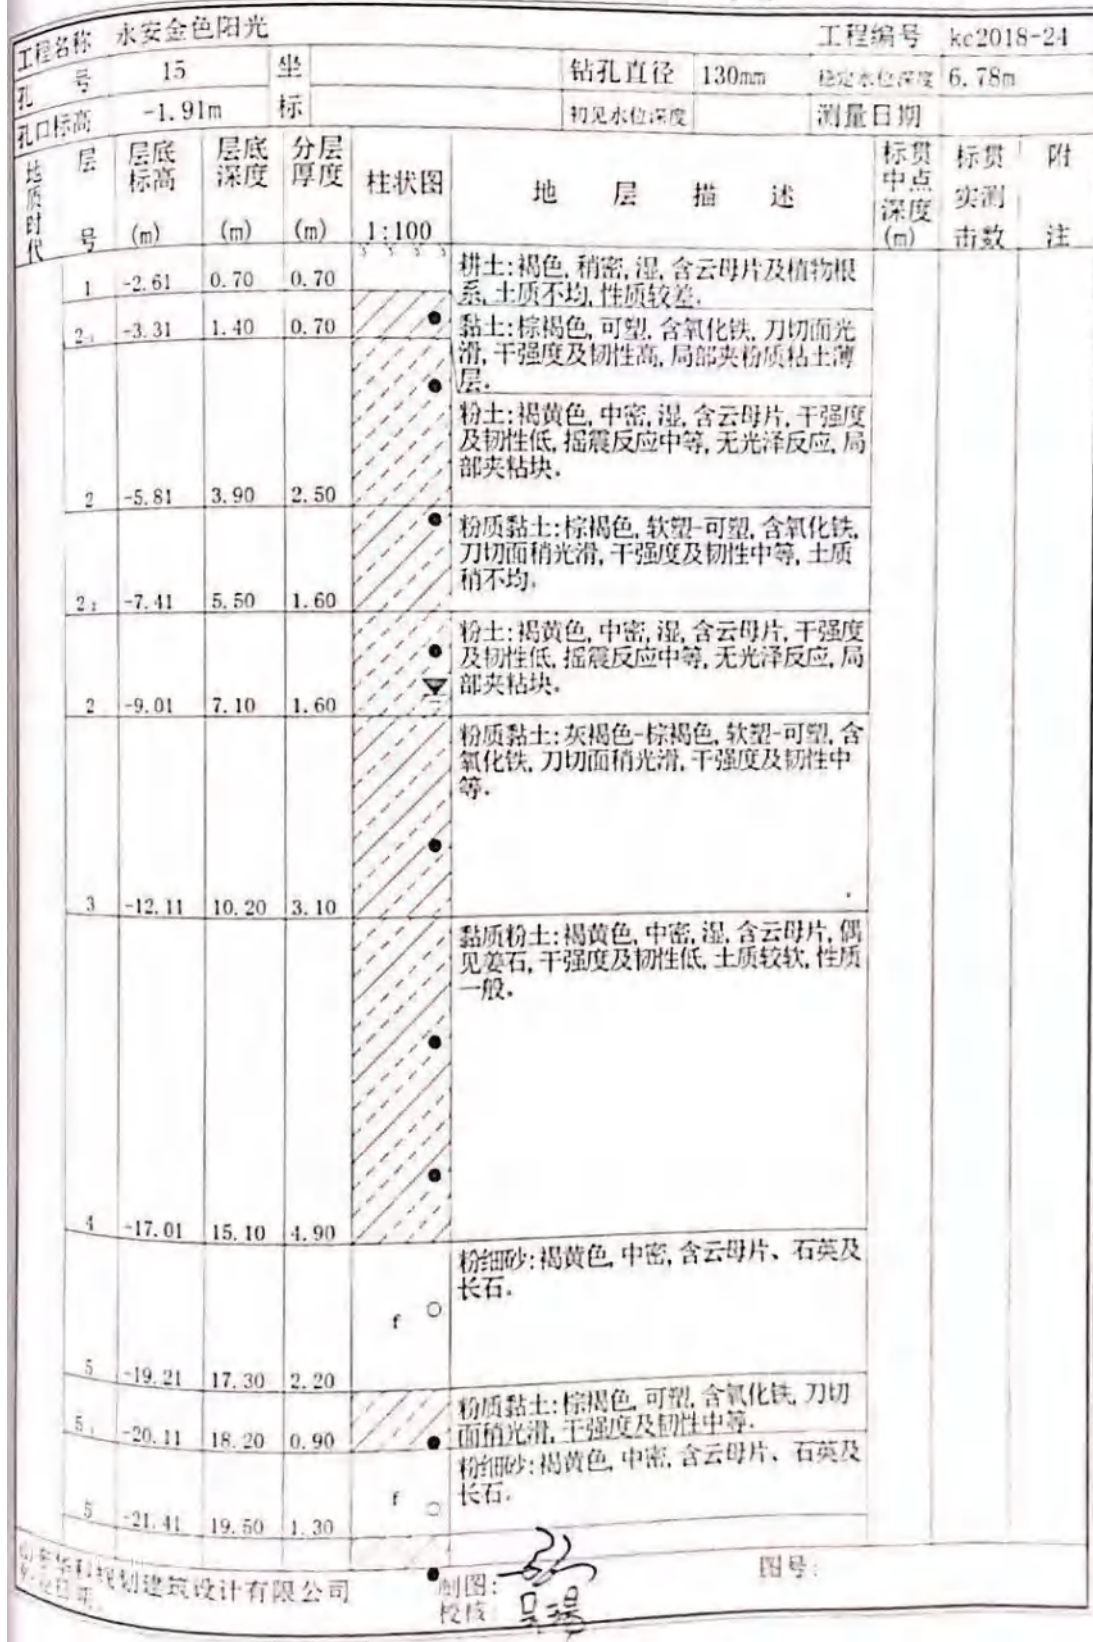 工程名称 永安金色阳光 工程编号 kc2018-24
孔 号 15 坐 钻孔直径 130mm 稳定水位深度 6.78m
孔口标高 -1.91m 标 初见水位深度 测量日期
地质时代 层号 层底标高(m) 层底深度(m) 分层厚度(m) 柱状图 1:100 地 层 描 述 标贯中点深度(m) 标贯实测击数 附注
耕土:褐色,稍密,湿,含云母片及植物根
1 -2.61 0.70 0.70 系,土质不均,性质较差.
2-1 -3.31 1.40 0.70 黏土:棕褐色,可塑,含氧化铁,刀切面光
滑,干强度及韧性高,局部夹粉质粘土薄
层.
粉土:褐黄色,中密,湿,含云母片,干强度
及韧性低,摇震反应中等,无光泽反应,局
部夹粘块.
2 -5.81 3.90 2.50
粉质黏土:棕褐色,软塑-可塑,含氧化铁,
刀切面稍光滑,干强度及韧性中等,土质
稍不均.
2 -7.41 5.50 1.60
粉土:褐黄色,中密,湿,含云母片,干强度
及韧性低,摇震反应中等,无光泽反应,局
部夹粘块.
2 -9.01 7.10 1.60
粉质黏土:灰褐色-棕褐色,软塑-可塑,含
氧化铁,刀切面稍光滑,干强度及韧性中
等.
3 -12.11 10.20 3.10
黏质粉土:褐黄色,中密,湿,含云母片,偶
见姜石,干强度及韧性低,土质较软,性质
一般.
4 -17.01 15.10 4.90
粉细砂:褐黄色,中密,含云母片、石英及
长石.
f
5 -19.21 17.30 2.20
粉质黏土:棕褐色,可塑,含氧化铁,刀切
5 -20.11 18.20 0.90 面稍光滑,干强度及韧性中等.
粉细砂:褐黄色,中密,含云母片、石英及
f 长石.
5 -21.41 19.50 1.30
华科规划建筑设计有限公司 制图: 图号:
校核: